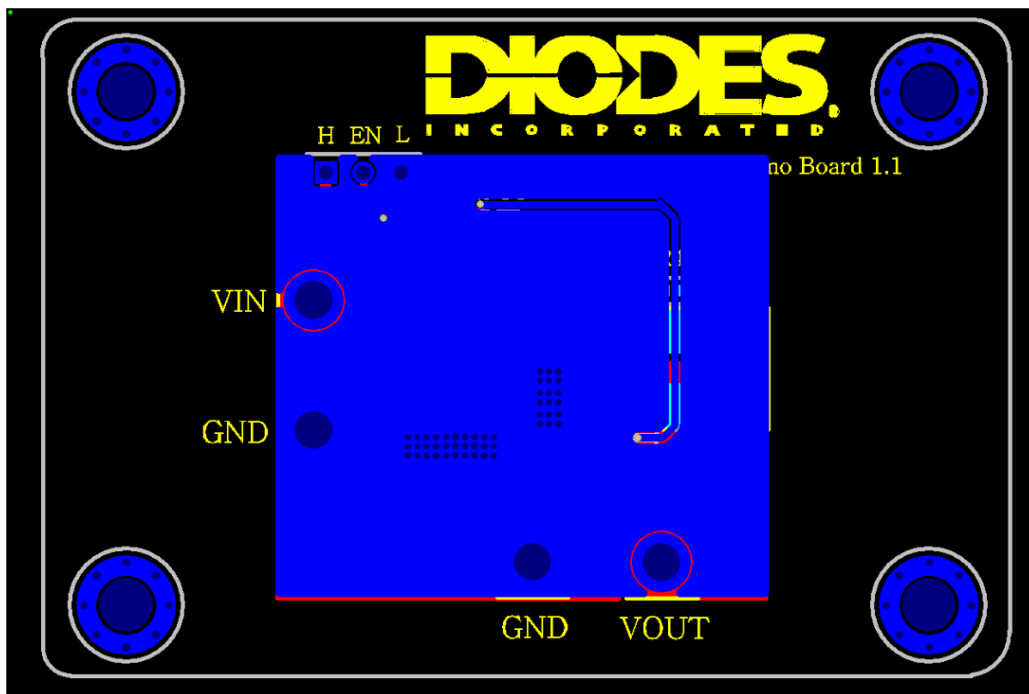 DIODES.
INCORPORATED
H EN L
no Board 1.1
VIN
GND
GND VOUT